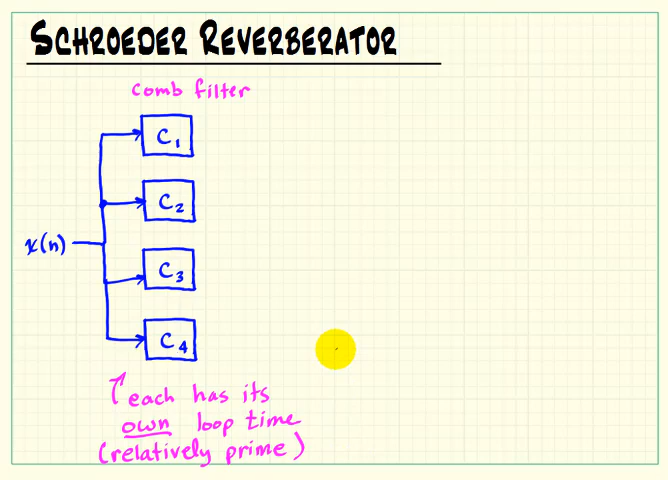 SCHROEDER REVERBERATOR
comb filter
C1
C2
x(n)
C3
C4
each has its
own loop time
(relatively prime)